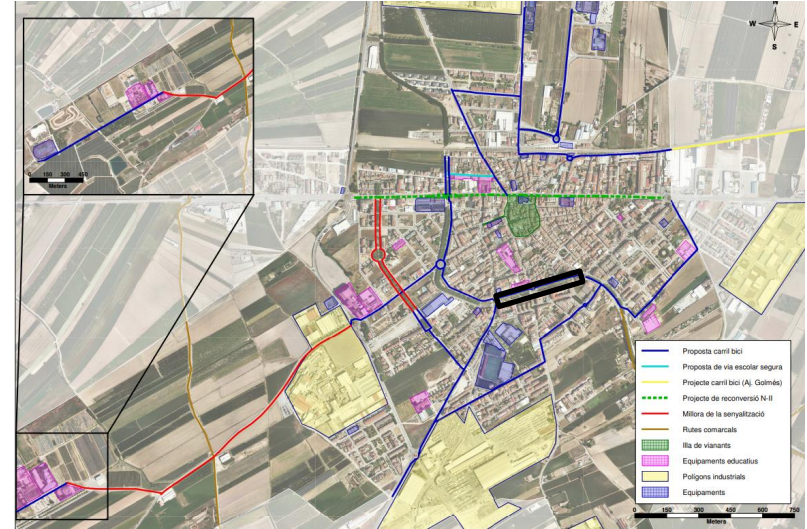 N
W E
S
0 150 300 450
Meters
Proposta carril bici
Proposta de via escolar segura
Projecte carril bici (Aj. Golmés)
Projecte de reconversió N-II
Millora de la senyalització
Rutes comarcals
Illa de vianants
Equipaments educatius
Polígons industrials
Equipaments
0 150 300 450 600 750
Meters